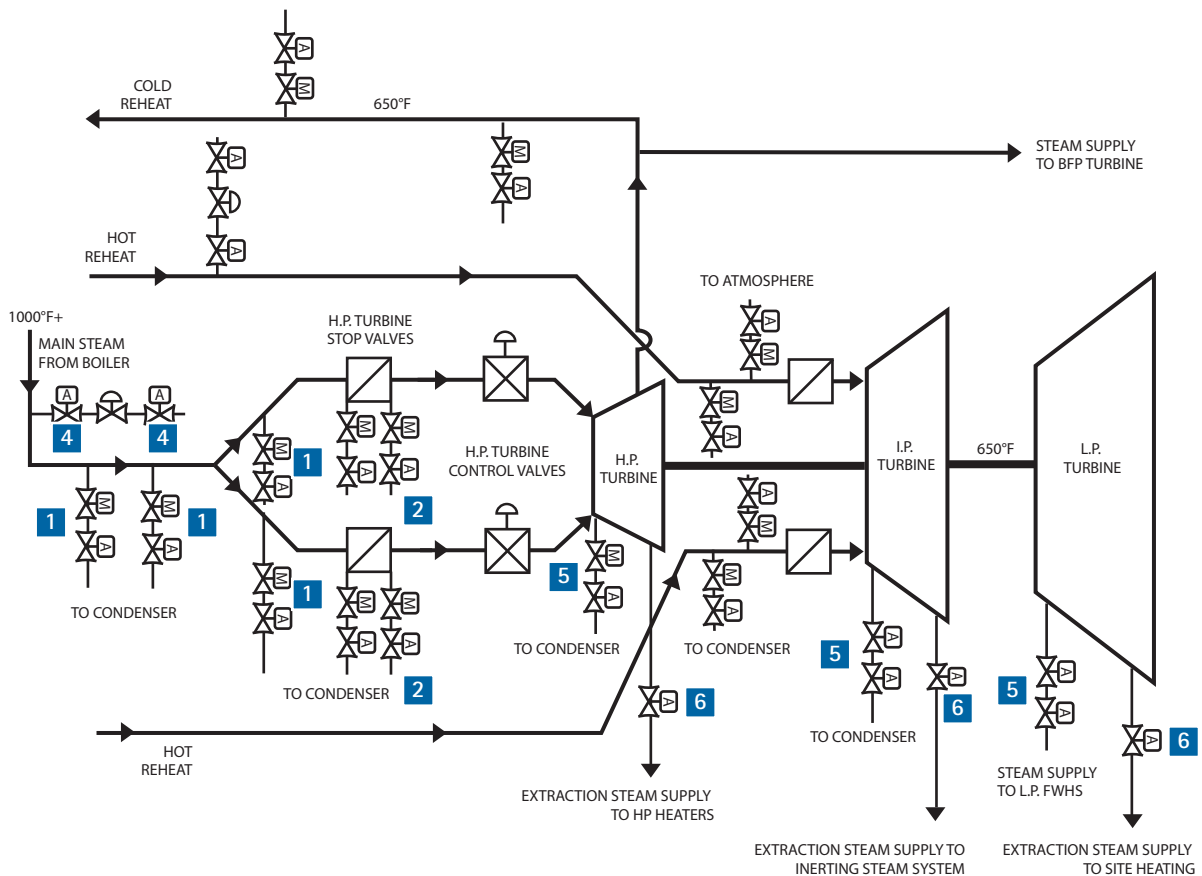 A
M
COLD
REHEAT
650°F
A
M
A
STEAM SUPPLY
TO BFP TURBINE
A
A
HOT
REHEAT
TO ATMOSPHERE
1000°F+
MAIN STEAM
FROM BOILER
H.P. TURBINE
STOP VALVES
A
M
A
A
4
4
M
A
M
A
1
M
A
M
A
2
H.P. TURBINE
CONTROL VALVES
H.P.
TURBINE
I.P.
TURBINE
650°F
L.P.
TURBINE
1
M
A
M
A
1
A
M
M
A
5
M
A
TO CONDENSER
M
A
1
M
A
M
A
TO CONDENSER
2
TO CONDENSER
TO CONDENSER
5
A
A
A
6
A
A
5
A
6
TO CONDENSER
A
6
HOT
REHEAT
STEAM SUPPLY
TO L.P. FWHS
EXTRACTION STEAM SUPPLY
TO HP HEATERS
EXTRACTION STEAM SUPPLY TO
INERTING STEAM SYSTEM
EXTRACTION STEAM SUPPLY
TO SITE HEATING